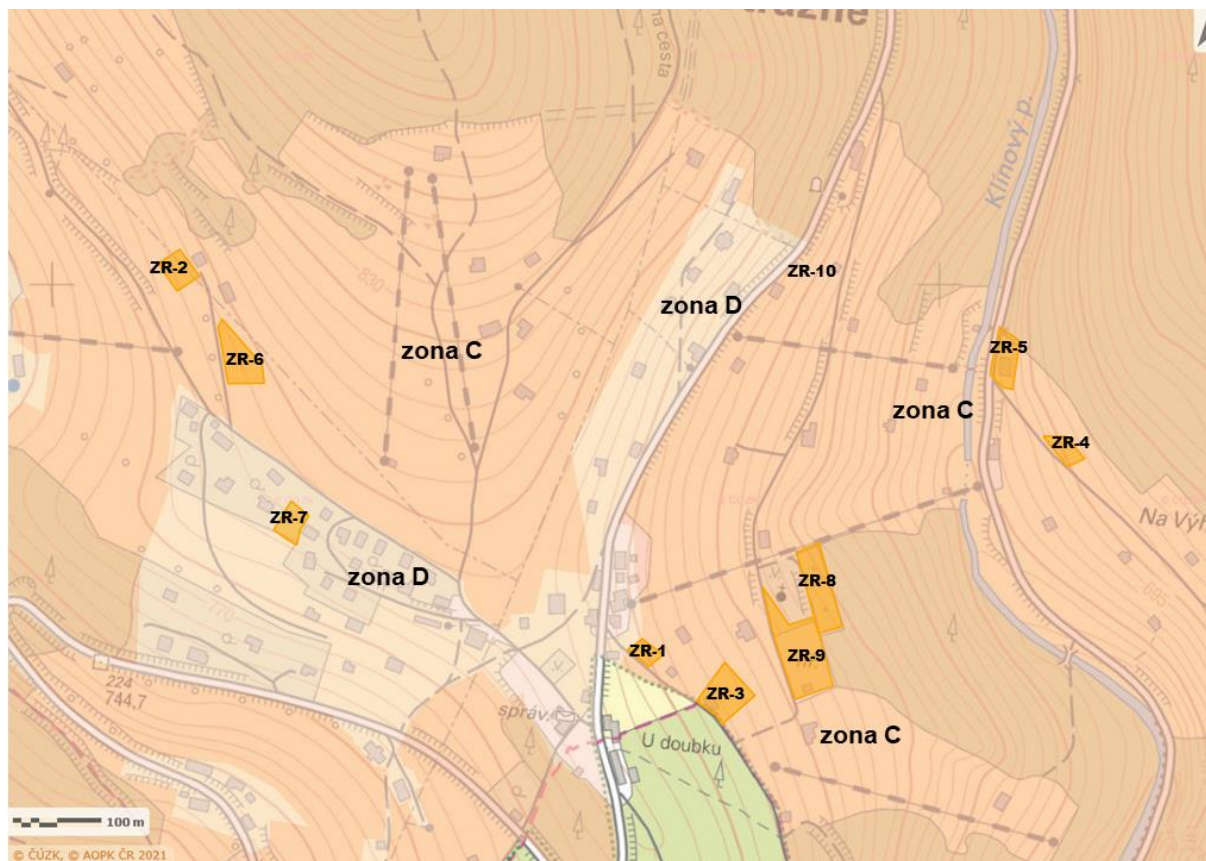 na cesta
ZR-2
830
ZR-10
Klínový p.
zona D
ZR-6
zona C
ZR-5
zona C
ZR-4
ZR-7
Na Výh
zona D
ZR-8
770
695
ZR-1
ZR-9
224
744,7
ZR-3
správ.
zona C
U doubku
100 m
© ČÚZK, © AOPK ČR 2021